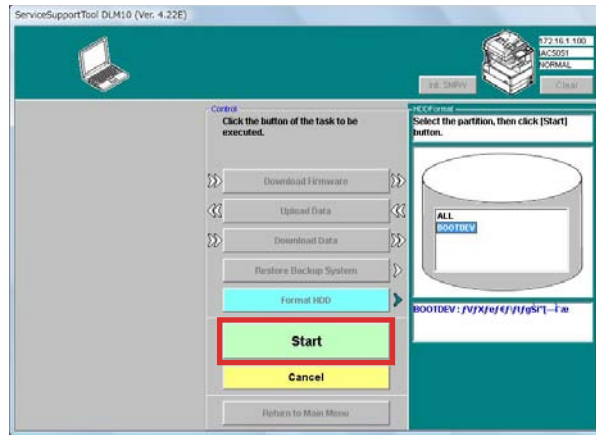 ServiceSupportTool DLM10 (Ver. 4.22E)
172.16.1.100
iAC5051
NORMAL
Init. SMPW
Clear
Control
Click the button of the task to be
executed.
Download Firmware
Upload Data
Download Data
Restore Backup System
Format HDD
Start
Cancel
Return to Main Menu
HDDFormat
Select the partition, then click [Start]
button.
ALL
BOOTDEV
BOOTDEV :